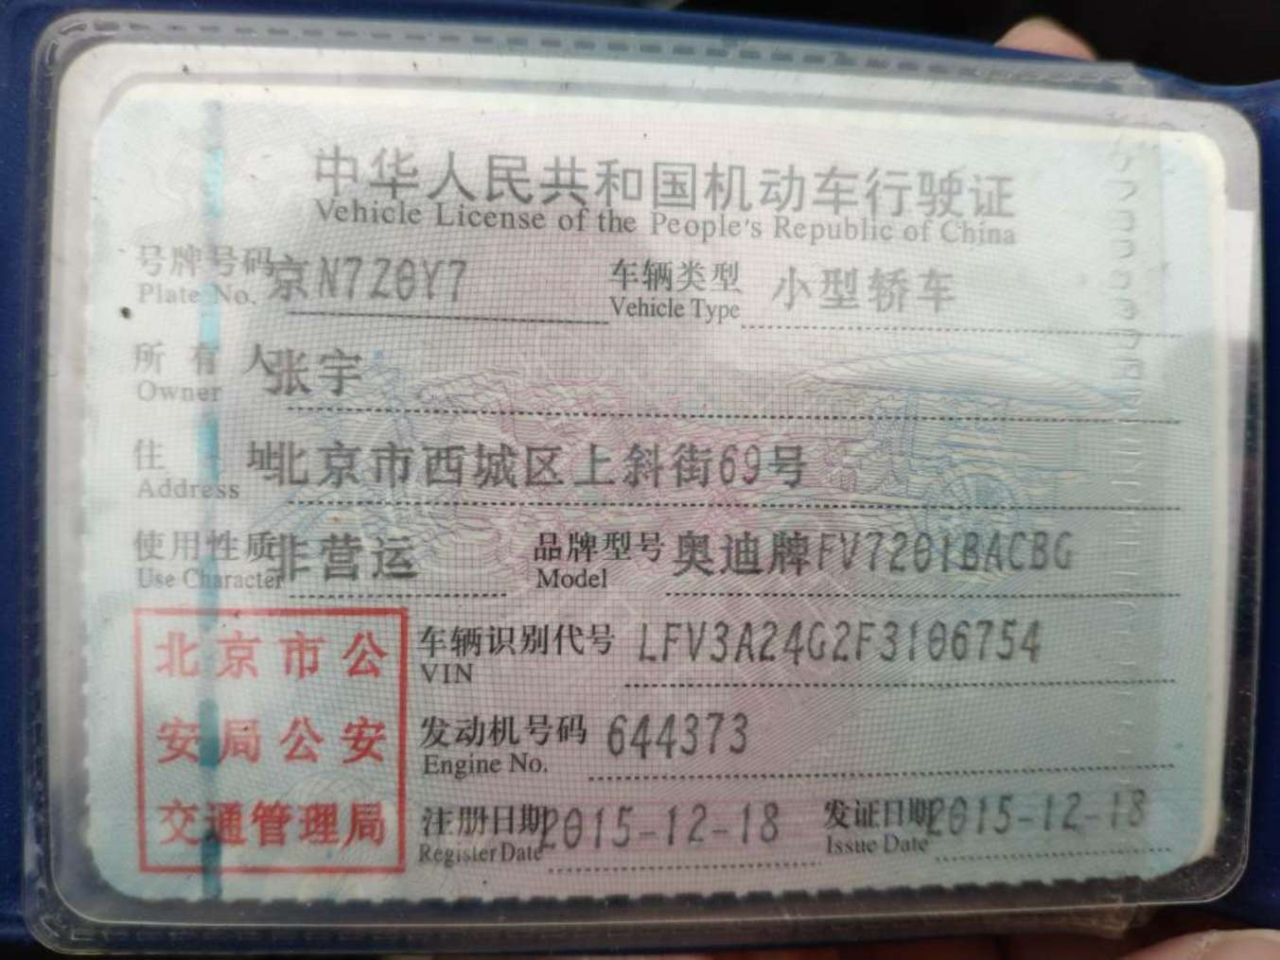 中华人民共和国机动车行驶证
Vehicle License of the People's Republic of China
号牌号码 京N7Z0Y7 车辆类型 小型轿车
Plate No. Vehicle Type
所有人 张宇
Owner
住址 北京市西城区上斜街69号
Address
使用性质 非营运 品牌型号 奥迪牌FV7201BACBG
Use Character Model
北京市公
安局公安
交通管理局
车辆识别代号 LFV3A24G2F3106754
VIN
发动机号码 644373
Engine No.
注册日期 2015-12-18 发证日期 2015-12-18
Register Date Issue Date